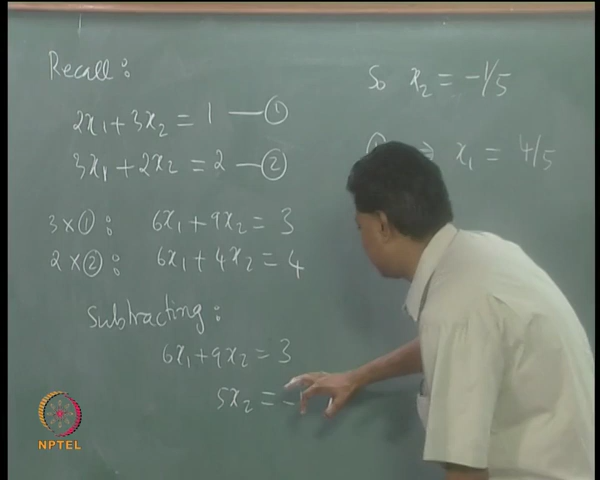 Recall:
2x₁ + 3x₂ = 1 — ①
3x₁ + 2x₂ = 2 — ②
3 × ①: 6x₁ + 9x₂ = 3
2 × ②: 6x₁ + 4x₂ = 4
Subtracting:
6x₁ + 9x₂ = 3
5x₂ = -
So x₂ = -1/5
⇒ x₁ = 4/5
NPTEL